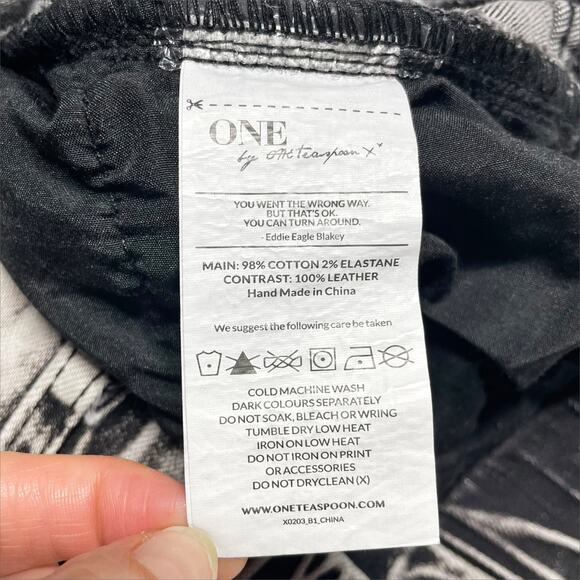 ONE
by one teaspoon x
YOU WENT THE WRONG WAY.
BUT THAT'S OK.
YOU CAN TURN AROUND.
- Eddie Eagle Blakey
MAIN: 98% COTTON 2% ELASTANE
CONTRAST: 100% LEATHER
Hand Made in China
We suggest the following care be taken
COLD MACHINE WASH
DARK COLOURS SEPARATELY
DO NOT SOAK, BLEACH OR WRING
TUMBLE DRY LOW HEAT
IRON ON LOW HEAT
DO NOT IRON ON PRINT
OR ACCESSORIES
DO NOT DRYCLEAN (X)
WWW.ONETEASPOON.COM
X0203_B1_CHINA